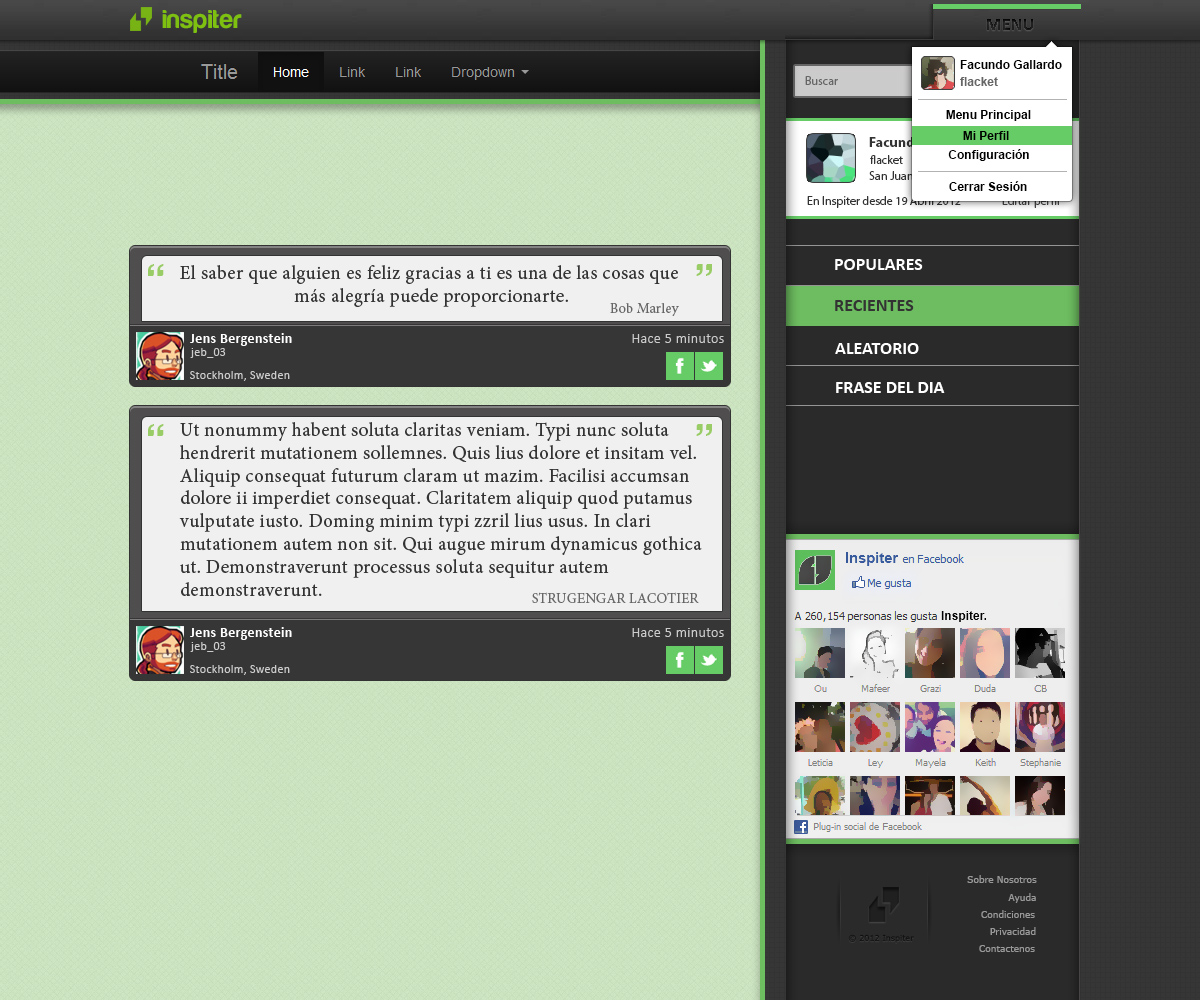 inspiter
MENU
Title
Home
Link
Link
Dropdown
Buscar
Facundo Gallardo
flacket
Menu Principal
Mi Perfil
Configuración
Cerrar Sesión
Facund
flacket
San Juan
En Inspiter desde 19 Abril 2012
Editar perfil
POPULARES
RECIENTES
ALEATORIO
FRASE DEL DIA
“ El saber que alguien es feliz gracias a ti es una de las cosas que ”
más alegría puede proporcionarte.
Bob Marley
Jens Bergenstein
jeb_03
Stockholm, Sweden
Hace 5 minutos
“ Ut nonummy habent soluta claritas veniam. Typi nunc soluta ”
hendrerit mutationem sollemnes. Quis lius dolore et insitam vel.
Aliquip consequat futurum claram ut mazim. Facilisi accumsan
dolore ii imperdiet consequat. Claritatem aliquip quod putamus
vulputate iusto. Doming minim typi zzril lius usus. In clari
mutationem autem non sit. Qui augue mirum dynamicus gothica
ut. Demonstraverunt processus soluta sequitur autem
demonstraverunt.
STRUGENGAR LACOTIER
Jens Bergenstein
jeb_03
Stockholm, Sweden
Hace 5 minutos
Inspiter en Facebook
Me gusta
A 260,154 personas les gusta Inspiter.
Ou Mafeer Grazi Duda CB
Leticia Ley Mayela Keith Stephanie
Plug-in social de Facebook
© 2012 Inspiter
Sobre Nosotros
Ayuda
Condiciones
Privacidad
Contactenos